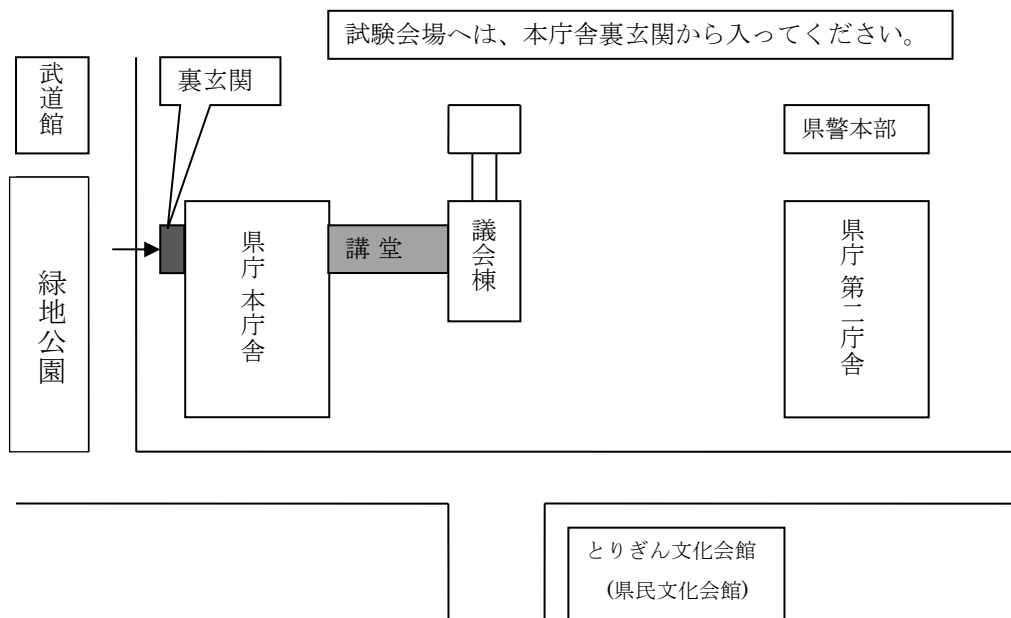 試験会場へは、本庁舎裏玄関から入ってください。
武道館
裏玄関
県警本部
緑地公園
県庁 本庁舎
講 堂
議会棟
県庁 第二庁舎
とりぎん文化会館
(県民文化会館)